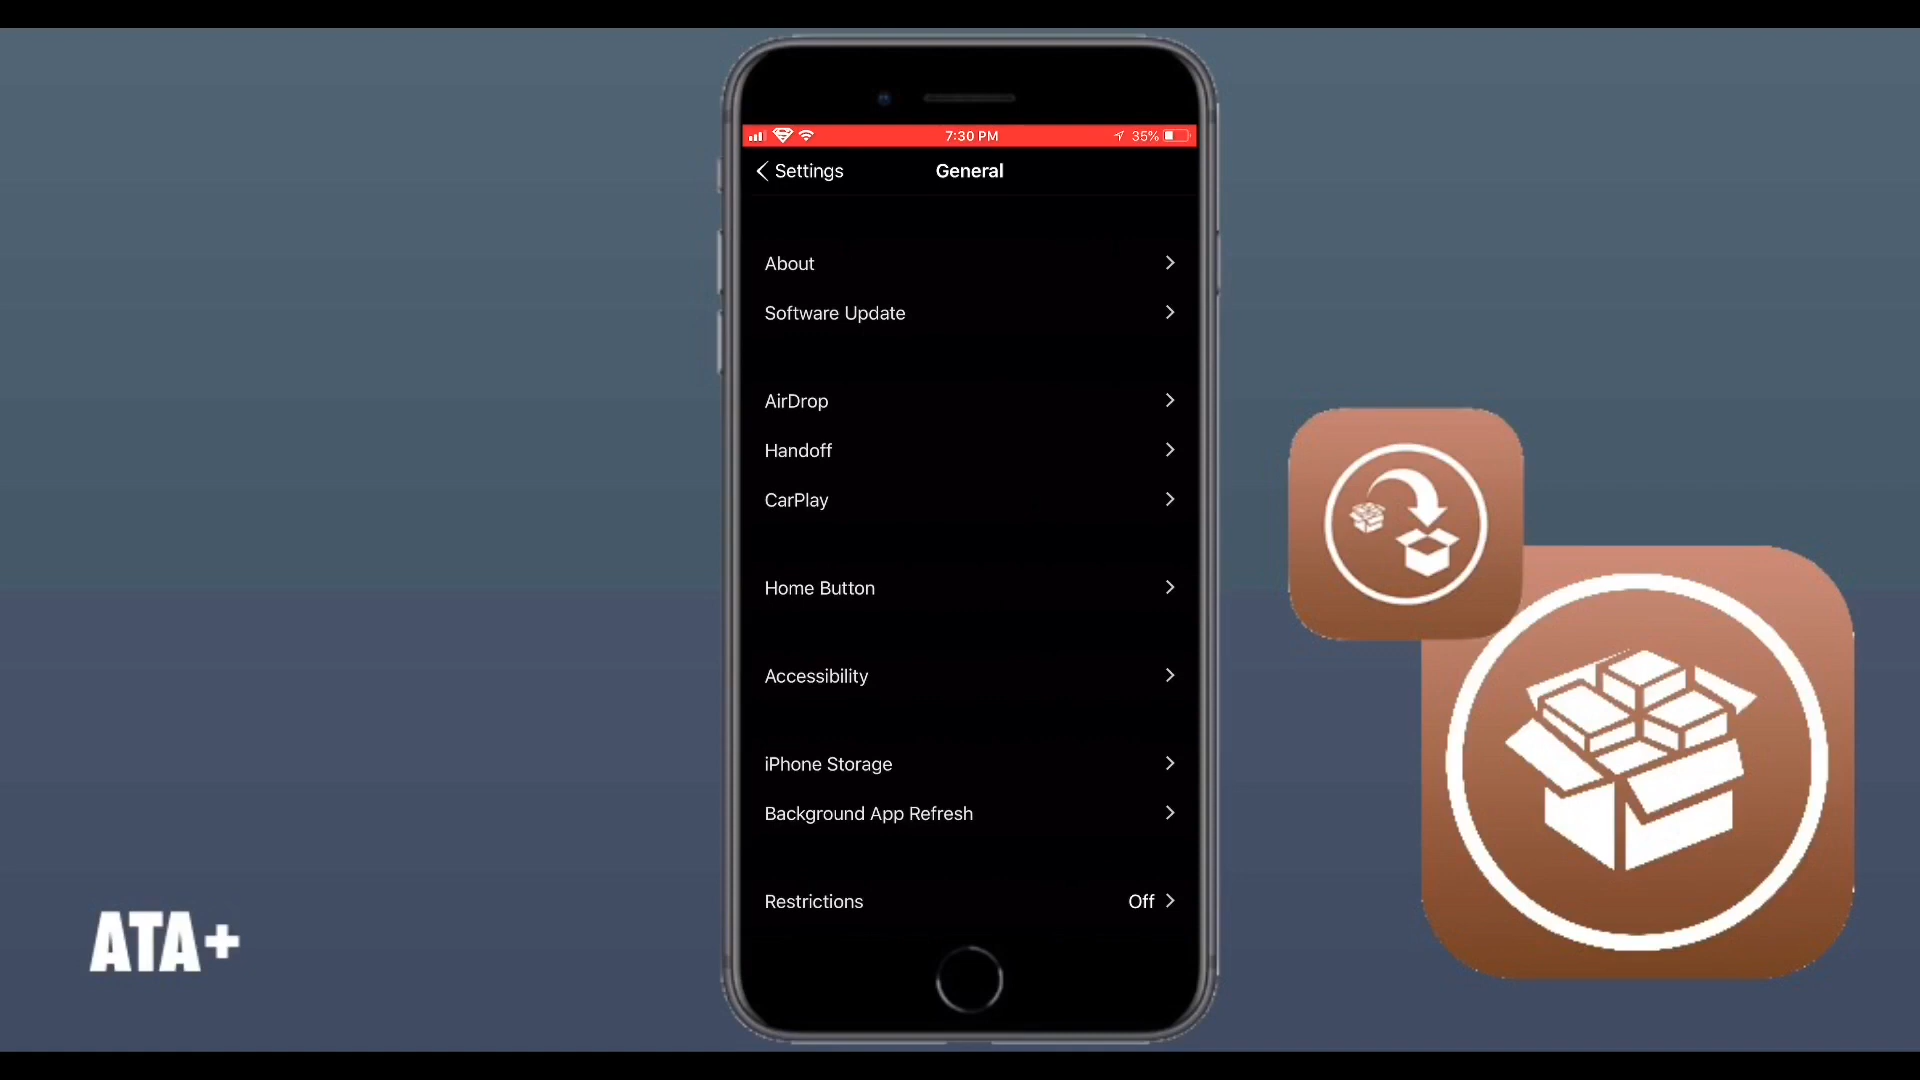 7:30 PM
35%
Settings
General
About
Software Update
AirDrop
Handoff
CarPlay
Home Button
Accessibility
iPhone Storage
Background App Refresh
Restrictions Off
ATA+